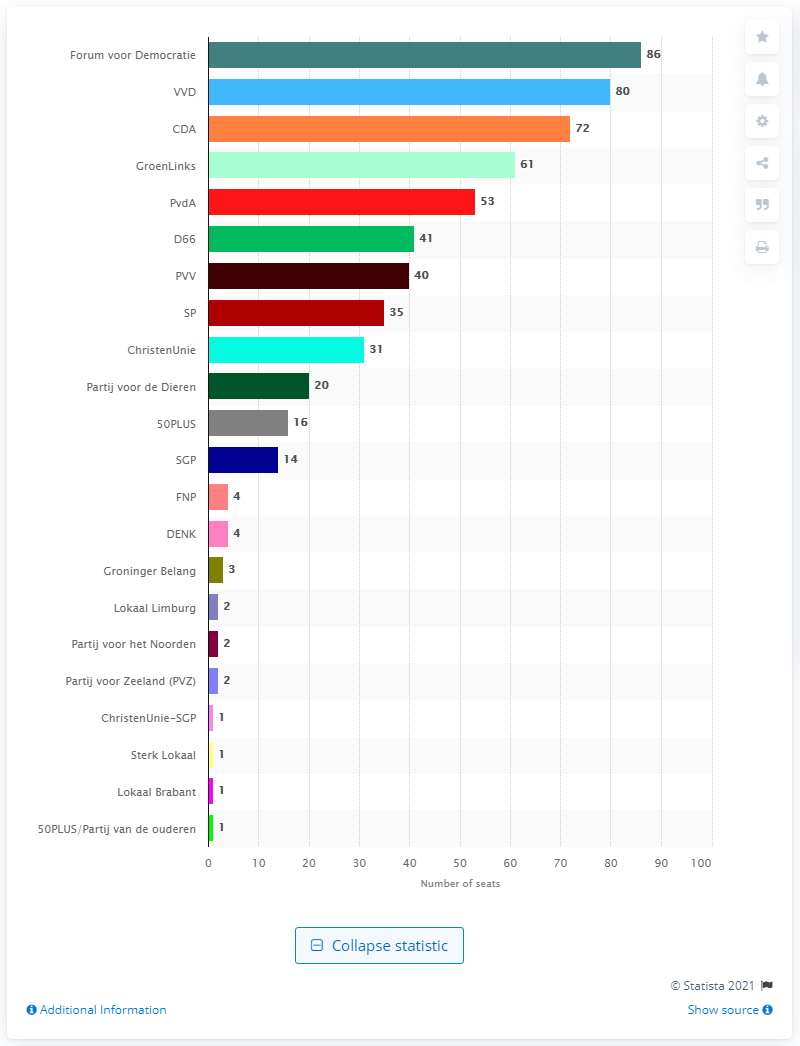 Forum voor Democratie 86
VVD 80
CDA 72
GroenLinks 61
PvdA 53
D66 41
PVV 40
SP 35
ChristenUnie 31
Partij voor de Dieren 20
50PLUS 16
SGP 14
FNP 4
DENK 4
Groninger Belang 3
Lokaal Limburg 2
Partij voor het Noorden 2
Partij voor Zeeland (PVZ) 2
ChristenUnie-SGP 1
Sterk Lokaal 1
Lokaal Brabant 1
50PLUS/Partij van de ouderen 1
0 10 20 30 40 50 60 70 80 90 100
Number of seats
Collapse statistic
© Statista 2021
Additional Information Show source